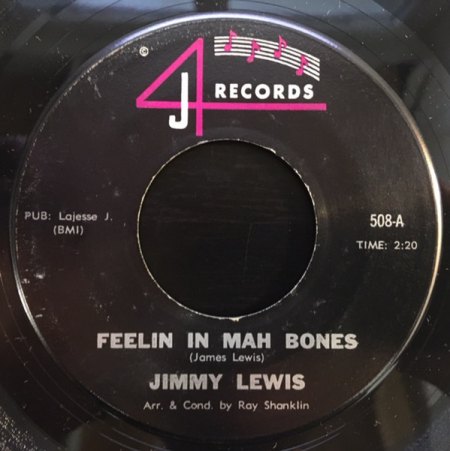 ©
4J RECORDS
PUB: Lajesse J.
(BMI)
508-A
TIME: 2:20
FEELIN IN MAH BONES
(James Lewis)
JIMMY LEWIS
Arr. & Cond. by Ray Shanklin